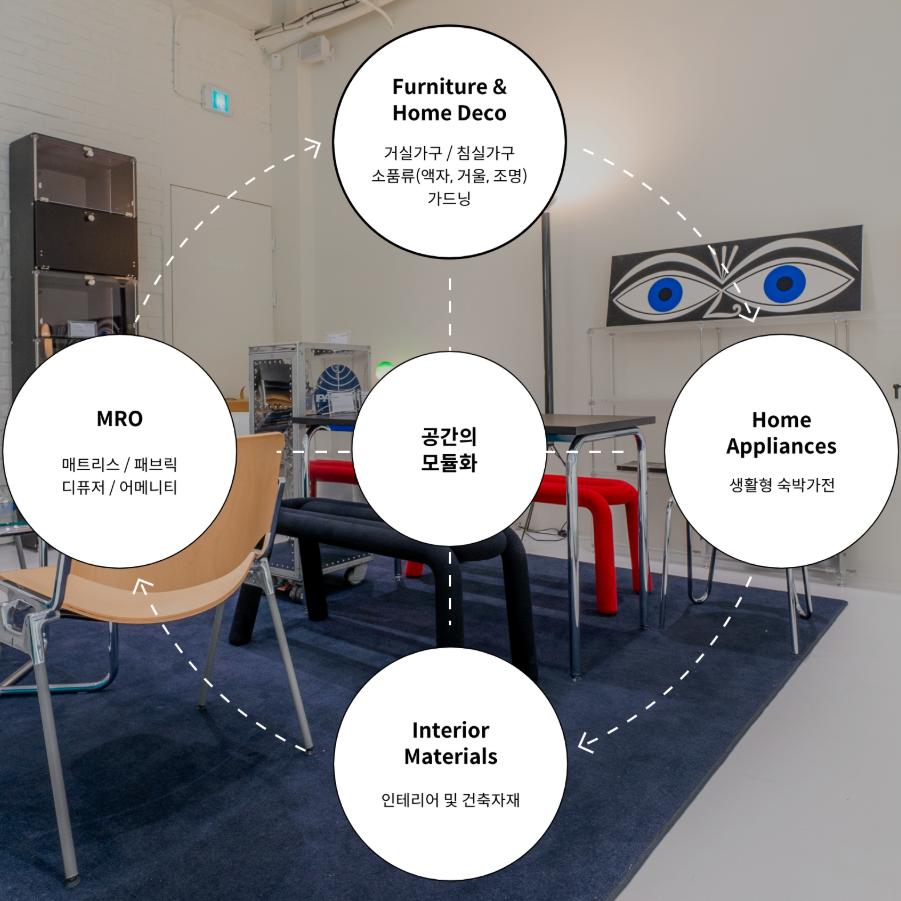 Furniture &
Home Deco
거실가구 / 침실가구
소품류(액자, 거울, 조명)
가드닝
MRO
매트리스 / 패브릭
디퓨저 / 어메니티
공간의
모듈화
Home
Appliances
생활형 숙박가전
Interior
Materials
인테리어 및 건축자재